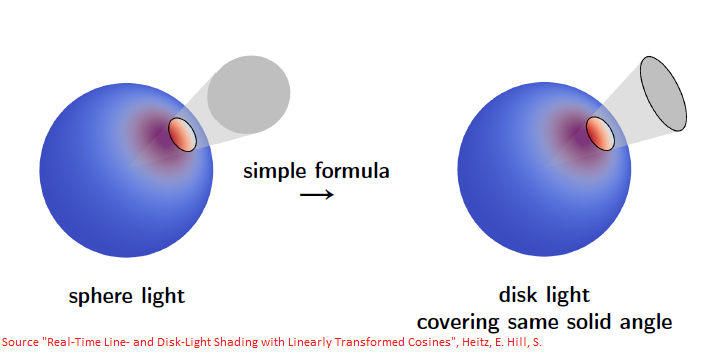 simple formula
→
sphere light
disk light
covering same solid angle
Source "Real-Time Line- and Disk-Light Shading with Linearly Transformed Cosines", Heitz, E. Hill, S.